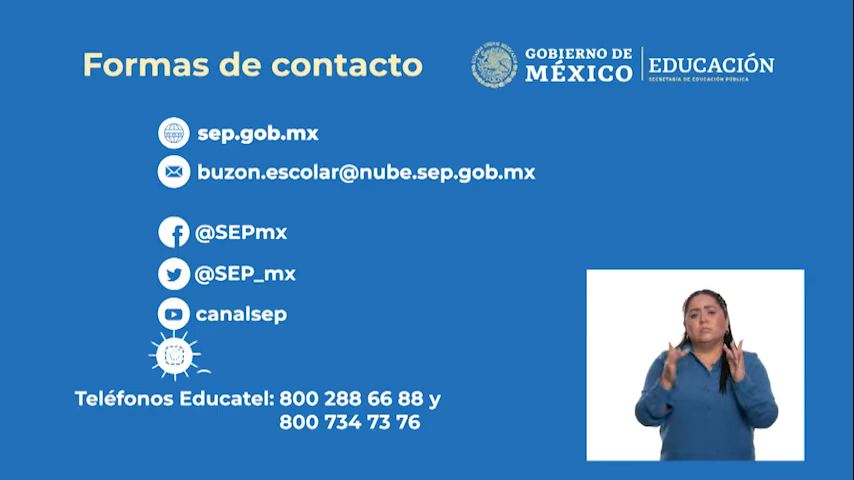 Formas de contacto
GOBIERNO DE
MÉXICO
EDUCACIÓN
SECRETARÍA DE EDUCACIÓN PÚBLICA
sep.gob.mx
buzon.escolar@nube.sep.gob.mx
@SEPmx
@SEP_mx
canalsep
Teléfonos Educatel: 800 288 66 88 y
800 734 73 76